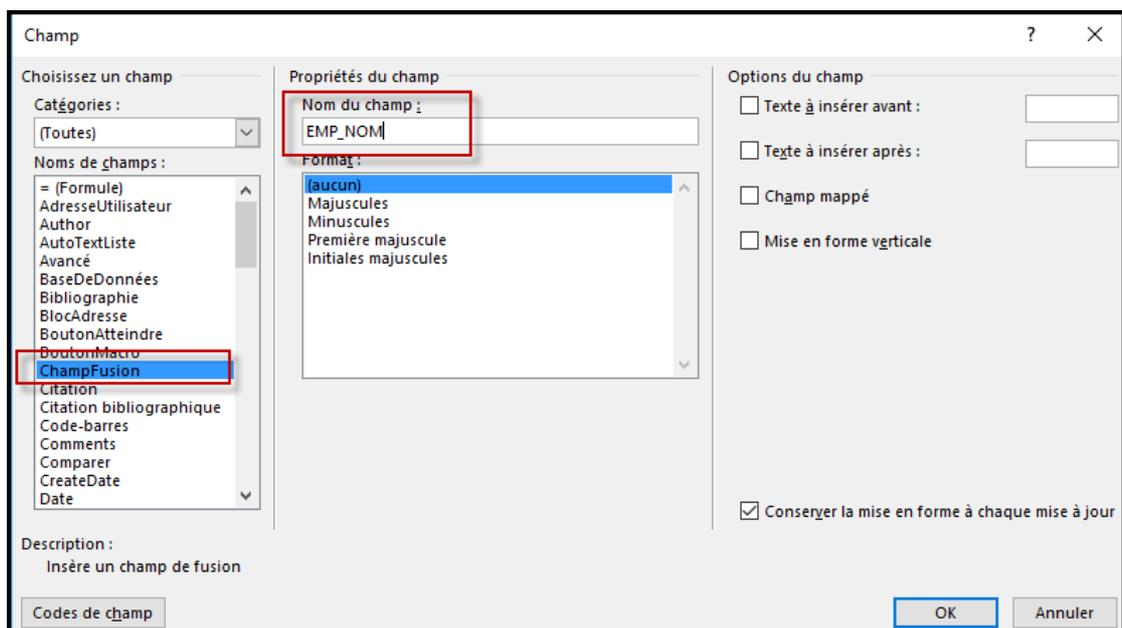 Champ
?
Choisissez un champ
Catégories :
(Toutes)
Noms de champs :
= (Formule)
AdresseUtilisateur
Author
AutoTextListe
Avancé
BaseDeDonnées
Bibliographie
BlocAdresse
BoutonAtteindre
BoutonMacro
ChampFusion
Citation
Citation bibliographique
Code-barres
Comments
Comparer
CreateDate
Date
Propriétés du champ
Nom du champ :
EMP_NOM
Format :
(aucun)
Majuscules
Minuscules
Première majuscule
Initiales majuscules
Options du champ
Texte à insérer avant :
Texte à insérer après :
Champ mappé
Mise en forme verticale
Conserver la mise en forme à chaque mise à jour
Description :
Insère un champ de fusion
Codes de champ
OK
Annuler